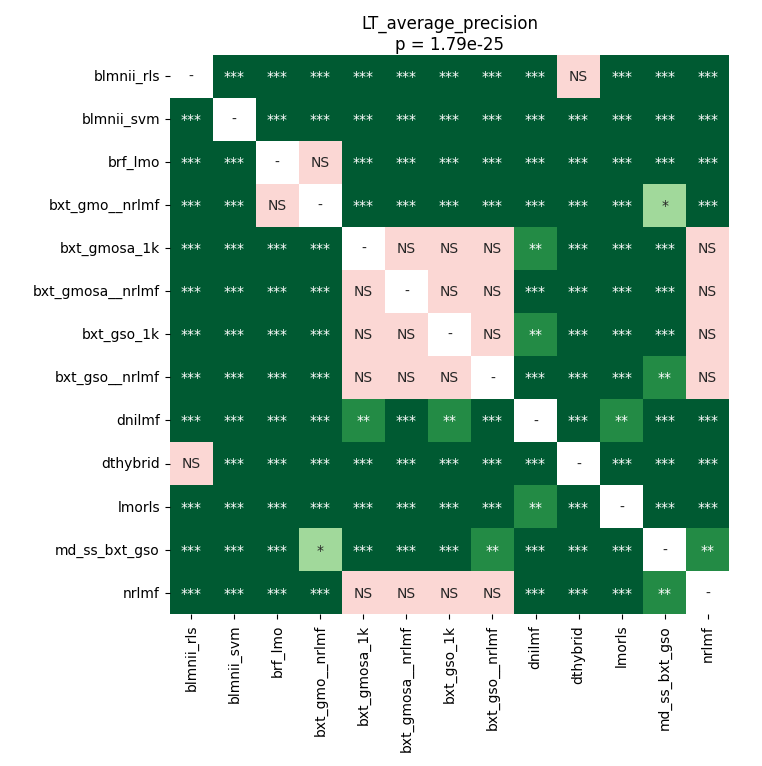 LT_average_precision
p = 1.79e-25
blmnii_rls - *** *** *** *** *** *** *** *** NS *** *** ***
blmnii_svm *** - *** *** *** *** *** *** *** *** *** *** ***
brf_lmo *** *** - NS *** *** *** *** *** *** *** *** ***
bxt_gmo__nrlmf *** *** NS - *** *** *** *** *** *** *** * ***
bxt_gmosa_1k *** *** *** *** - NS NS NS ** *** *** *** NS
bxt_gmosa__nrlmf *** *** *** *** NS - NS NS *** *** *** *** NS
bxt_gso_1k *** *** *** *** NS NS - NS ** *** *** *** NS
bxt_gso__nrlmf *** *** *** *** NS NS NS - *** *** *** ** NS
dnilmf *** *** *** *** ** *** ** *** - *** ** *** ***
dthybrid NS *** *** *** *** *** *** *** *** - *** *** ***
lmorls *** *** *** *** *** *** *** *** ** *** - *** ***
md_ss_bxt_gso *** *** *** * *** *** *** ** *** *** *** - **
nrlmf *** *** *** *** NS NS NS NS *** *** *** ** -
blmnii_rls
blmnii_svm
brf_lmo
bxt_gmo__nrlmf
bxt_gmosa_1k
bxt_gmosa__nrlmf
bxt_gso_1k
bxt_gso__nrlmf
dnilmf
dthybrid
lmorls
md_ss_bxt_gso
nrlmf